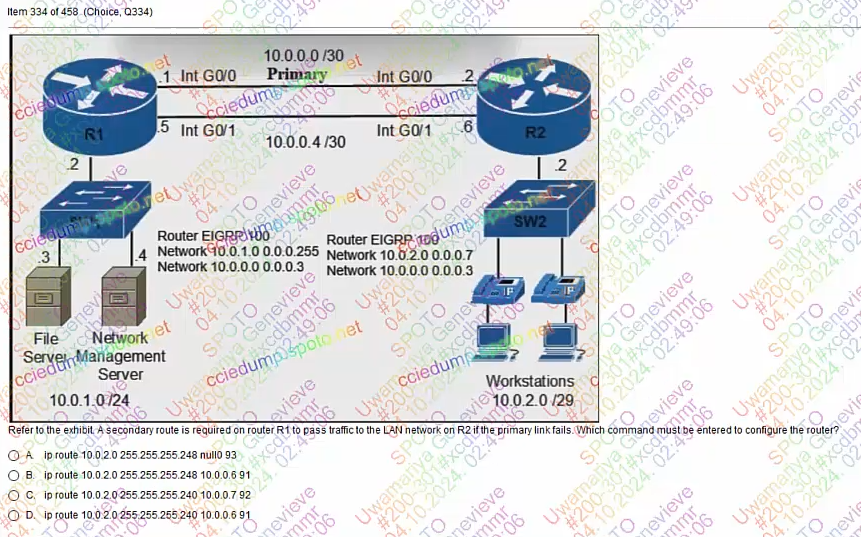 Item 334 of 458 (Choice, Q334)
10.0.0.0 /30
.1 Int G0/0 Primary Int G0/0 .2
R1
R2
.5 Int G0/1 Int G0/1 .6
10.0.0.4 /30
.2
.2
SW2
Router EIGRP 100
Network 10.0.1.0 0.0.0.255
Network 10.0.0.0 0.0.0.3
Router EIGRP 100
Network 10.0.2.0 0.0.0.7
Network 10.0.0.0 0.0.0.3
.3
.4
File
Server
Network
Management
Server
10.0.1.0 /24
Workstations
10.0.2.0 /29
Refer to the exhibit. A secondary route is required on router R1 to pass traffic to the LAN network on R2 if the primary link fails. Which command must be entered to configure the router?
A. ip route 10.0.2.0 255.255.255.248 null0 93
B. ip route 10.0.2.0 255.255.255.248 10.0.0.6 91
C. ip route 10.0.2.0 255.255.255.240 10.0.0.7 92
D. ip route 10.0.2.0 255.255.255.240 10.0.0.6 91
cciedump.spoto.net
SPOTO Genevieve
Uwamariya
#200-301#xcdbmmr
04.10.2024, 02:49:06